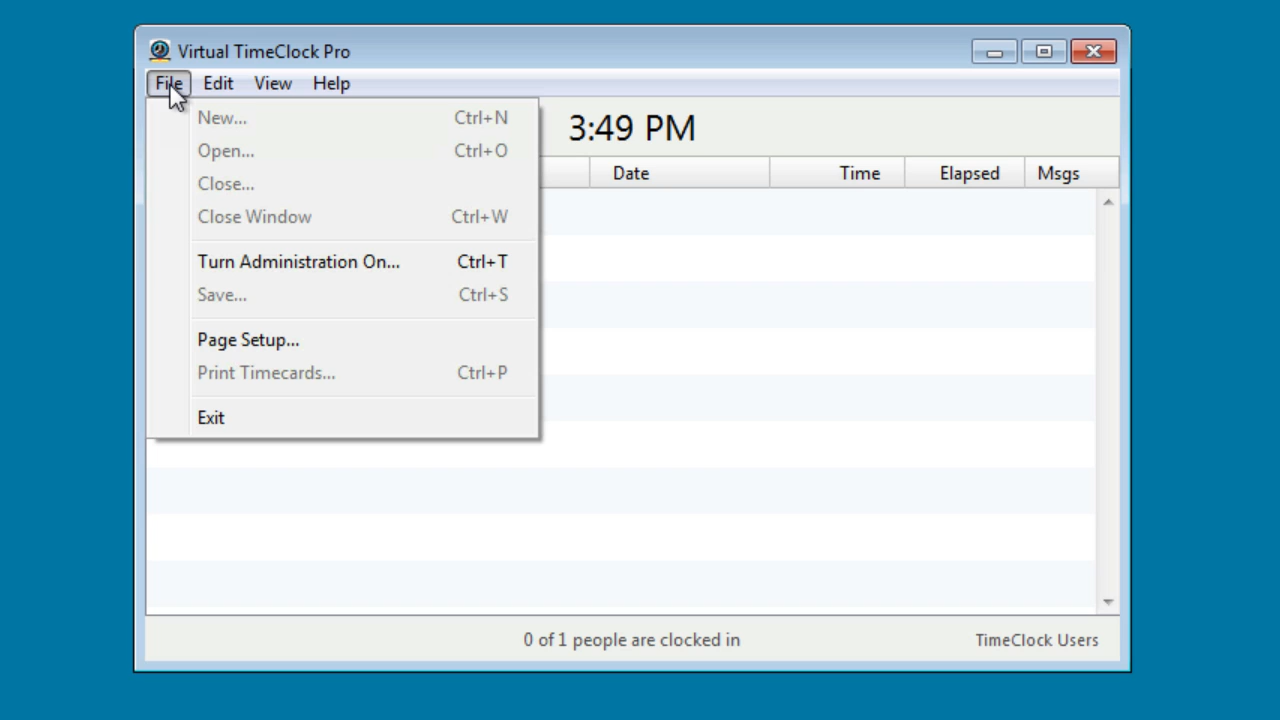 Virtual TimeClock Pro
File Edit View Help
3:49 PM
New... Ctrl+N
Open... Ctrl+O
Close...
Close Window Ctrl+W
Turn Administration On... Ctrl+T
Save... Ctrl+S
Page Setup...
Print Timecards... Ctrl+P
Exit
Date Time Elapsed Msgs
0 of 1 people are clocked in TimeClock Users